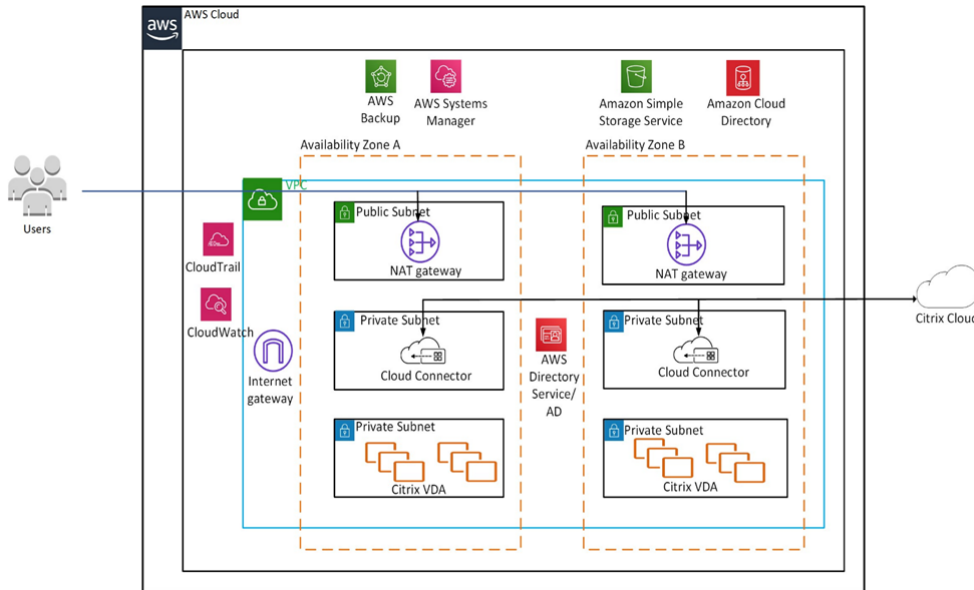 aws
AWS Cloud
AWS
Backup
AWS Systems
Manager
Amazon Simple
Storage Service
Amazon Cloud
Directory
Availability Zone A
Availability Zone B
Users
VPC
Public Subnet
NAT gateway
Public Subnet
NAT gateway
CloudTrail
CloudWatch
Internet
gateway
Private Subnet
Cloud Connector
AWS
Directory
Service/
AD
Private Subnet
Cloud Connector
Citrix Cloud
Private Subnet
Citrix VDA
Private Subnet
Citrix VDA